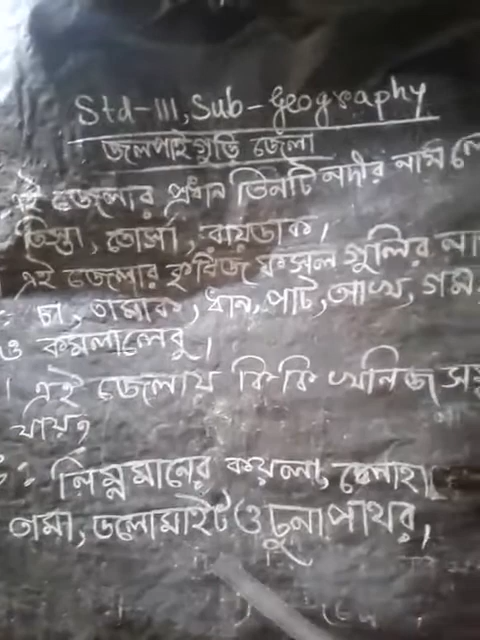 Std-III, Sub-Geography
জলপাইগুড়ি জেলা
এই জেলার প্রধান তিনটি নদীর নাম লে
তিস্তা, তোর্সা, রায়ডাক।
এই জেলার কৃষিজ ফসল গুলির না
চা, তামাক, ধান, পাট, আখ, গম
ও কমলালেবু।
। এই জেলায় কি কি খনিজ সম্
যায়?
নিম্নমানের কয়লা, লোহা
তামা, ডলোমাইট ও চুনাপাথর,